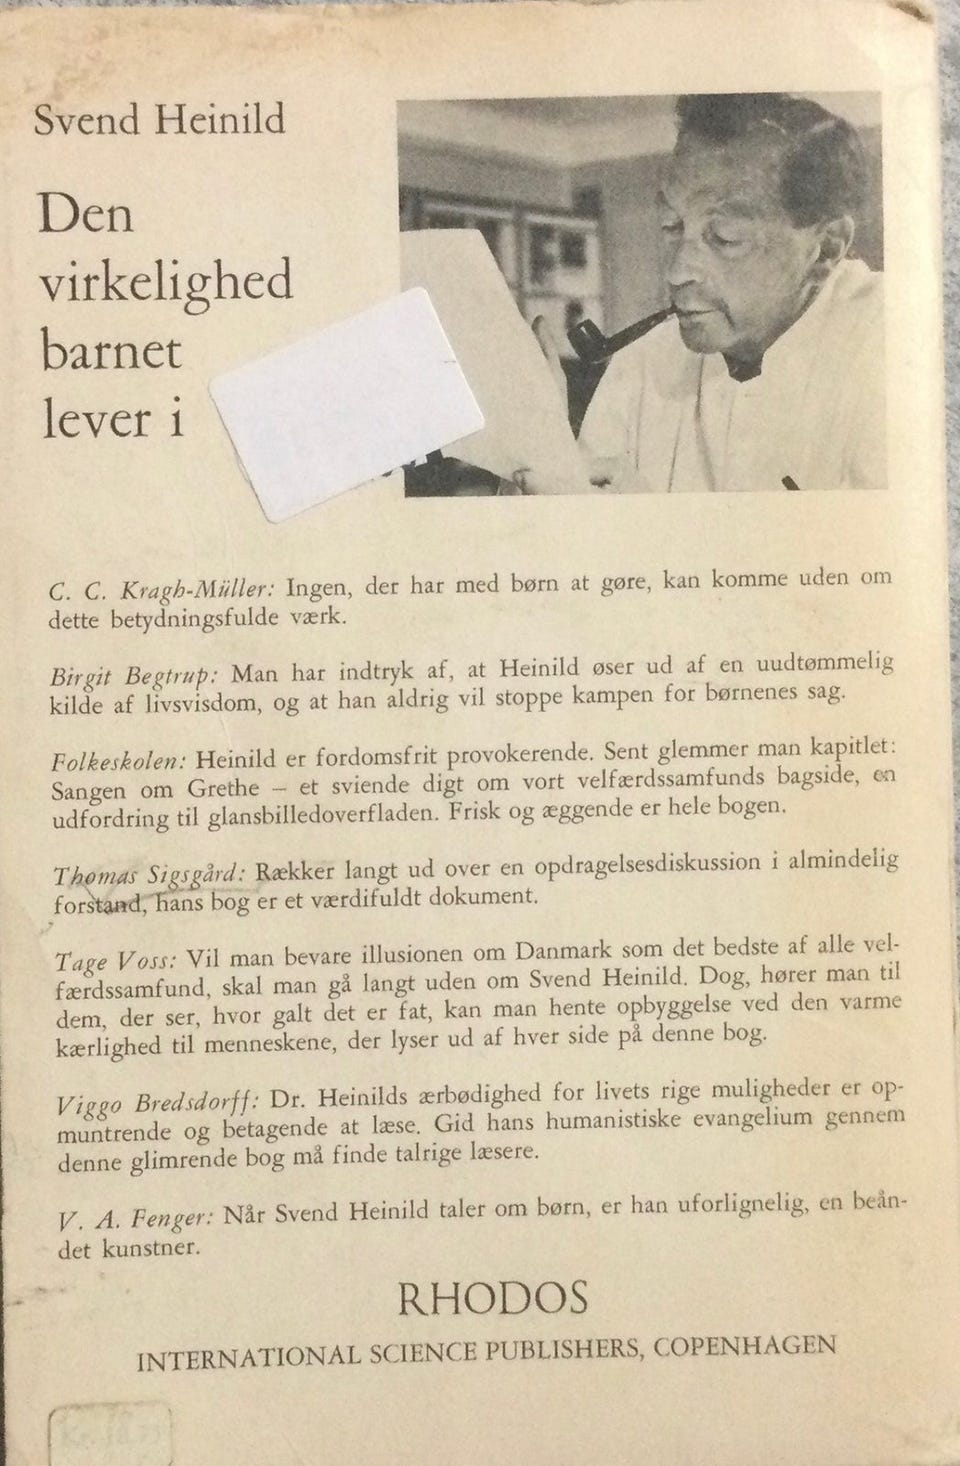 Svend Heinild
Den
virkelighed
barnet
lever i
C. C. Kragh-Müller: Ingen, der har med børn at gøre, kan komme uden om
dette betydningsfulde værk.
Birgit Begtrup: Man har indtryk af, at Heinild øser ud af en uudtømmelig
kilde af livsvisdom, og at han aldrig vil stoppe kampen for børnenes sag.
Folkeskolen: Heinild er fordomsfrit provokerende. Sent glemmer man kapitlet:
Sangen om Grethe – et sviende digt om vort velfærdssamfunds bagside, en
udfordring til glansbilledoverfladen. Frisk og æggende er hele bogen.
Thomas Sigsgård: Rækker langt ud over en opdragelsesdiskussion i almindelig
forstand, hans bog er et værdifuldt dokument.
Tage Voss: Vil man bevare illusionen om Danmark som det bedste af alle vel-
færdssamfund, skal man gå langt uden om Svend Heinild. Dog, hører man til
dem, der ser, hvor galt det er fat, kan man hente opbyggelse ved den varme
kærlighed til menneskene, der lyser ud af hver side på denne bog.
Viggo Bredsdorff: Dr. Heinilds ærbødighed for livets rige muligheder er op-
muntrende og betagende at læse. Gid hans humanistiske evangelium gennem
denne glimrende bog må finde talrige læsere.
V. A. Fenger: Når Svend Heinild taler om børn, er han uforlignelig, en beån-
det kunstner.
RHODOS
INTERNATIONAL SCIENCE PUBLISHERS, COPENHAGEN